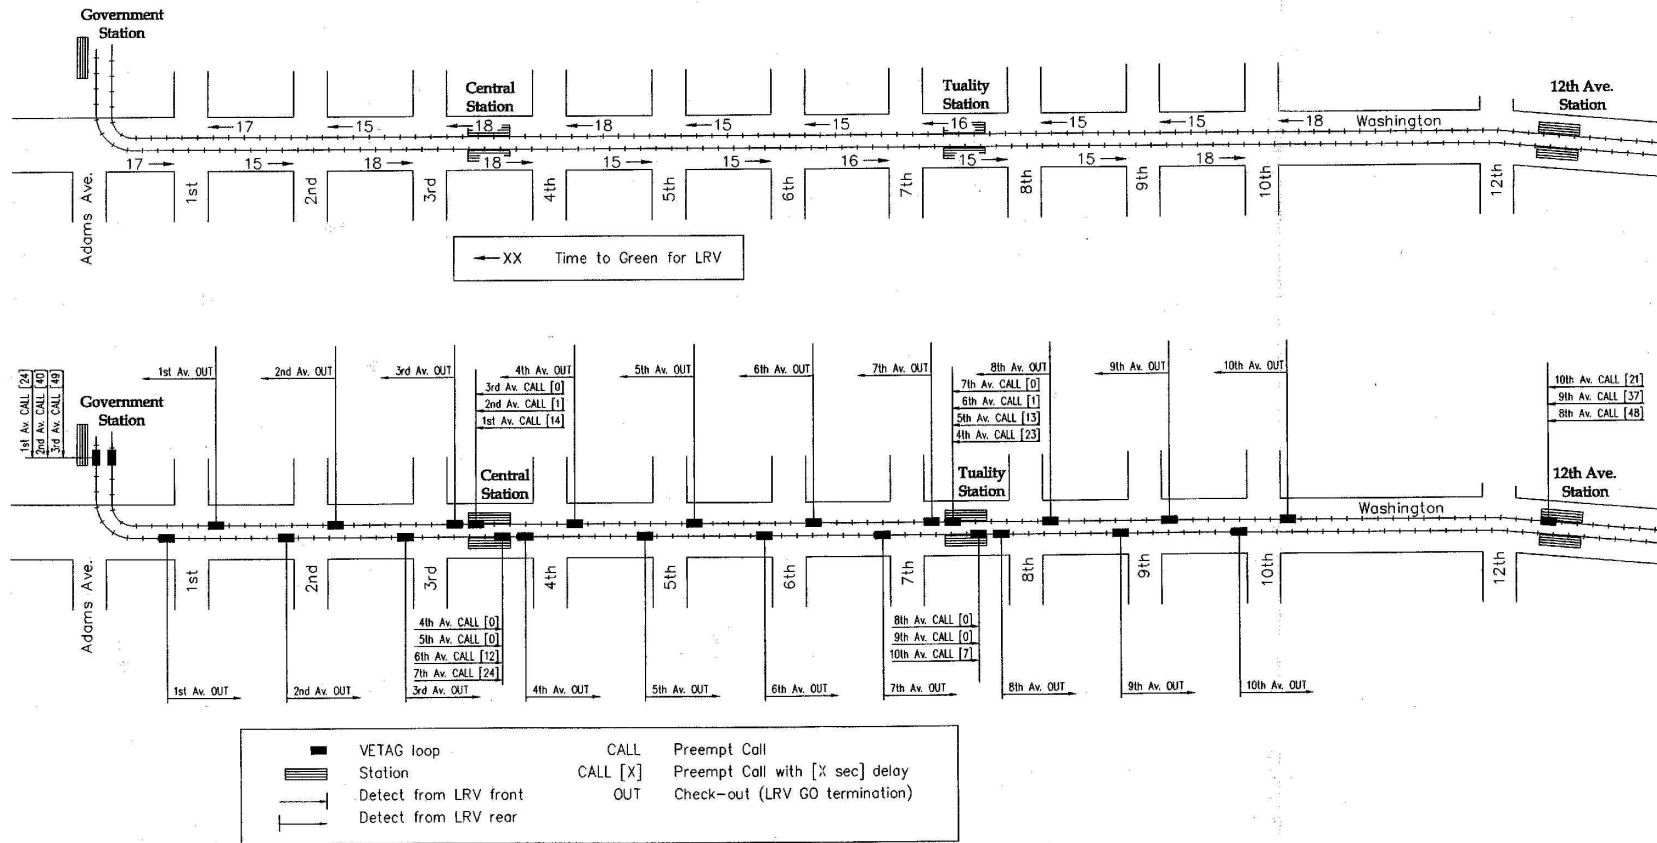 Government
Station
Central
Station
Tuality
Station
12th Ave.
Station
17
15
18
18
15
15
16
15
15
18
Washington
17
15
18
18
15
15
16
15
15
18
Adams Ave.
1st
2nd
3rd
4th
5th
6th
7th
8th
9th
10th
12th
XX Time to Green for LRV
1st Av. CALL [24]
2nd Av. CALL [40]
3rd Av. CALL [49]
1st Av. OUT
2nd Av. OUT
3rd Av. OUT
4th Av. OUT
3rd Av. CALL [0]
2nd Av. CALL [1]
1st Av. CALL [14]
5th Av. OUT
6th Av. OUT
7th Av. OUT
8th Av. OUT
7th Av. CALL [0]
6th Av. CALL [1]
5th Av. CALL [13]
4th Av. CALL [23]
9th Av. OUT
10th Av. OUT
10th Av. CALL [21]
9th Av. CALL [37]
8th Av. CALL [48]
Government
Station
Central
Station
Tuality
Station
12th Ave.
Station
Washington
Adams Ave.
1st
2nd
3rd
4th
5th
6th
7th
8th
9th
10th
12th
4th Av. CALL [0]
5th Av. CALL [0]
6th Av. CALL [12]
7th Av. CALL [24]
8th Av. CALL [0]
9th Av. CALL [0]
10th Av. CALL [7]
1st Av. OUT
2nd Av. OUT
3rd Av. OUT
4th Av. OUT
5th Av. OUT
6th Av. OUT
7th Av. OUT
8th Av. OUT
9th Av. OUT
10th Av. OUT
VETAG loop
Station
Detect from LRV front
Detect from LRV rear
CALL Preempt Call
CALL [X] Preempt Call with [X sec] delay
OUT Check-out (LRV GO termination)